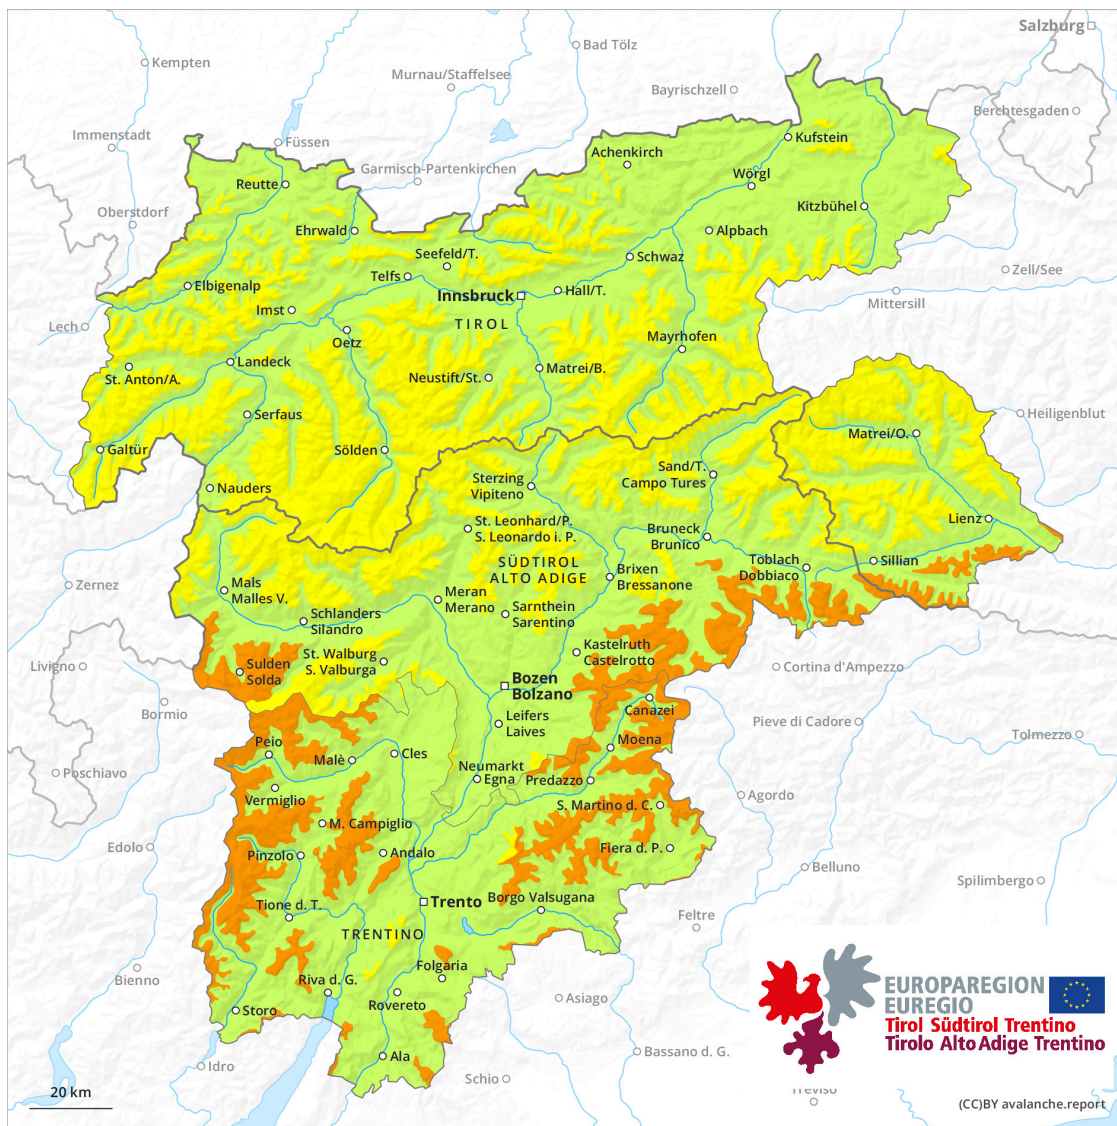 Salzburg
Bad Tölz
Kempten
Murnau/Staffelsee
Bayrischzell
Berchtesgaden
Immenstadt
Füssen
Kufstein
Achenkirch
Garmisch-Partenkirchen
Wörgl
Reutte
Kitzbühel
Oberstdorf
Ehrwald
Alpbach
Seefeld/T.
Schwaz
Zell/See
Telfs
Elbigenalp
Hall/T.
Innsbruck
Mittersill
Imst
TIROL
Lech
Oetz
Mayrhofen
Landeck
Matrei/B.
St. Anton/A.
Neustift/St.
Serfaus
Heiligenblut
Matrei/O.
Galtür
Sölden
Sand/T.
Campo Tures
Sterzing
Vipiteno
Nauders
Lienz
St. Leonhard/P.
S. Leonardo i. P.
Bruneck
Brunico
Toblach
Dobbiaco
Sillian
SÜDTIROL
ALTO ADIGE
Brixen
Bressanone
Zernez
Mals
Malles V.
Meran
Merano
Schlanders
Silandro
Sarnthein
Sarentino
Kastelruth
Castelrotto
St. Walburg
S. Valburga
Livigno
Sulden
Solda
Cortina d'Ampezzo
Bozen
Bolzano
Canazei
Bormio
Leifers
Laives
Pieve di Cadore
Tolmezzo
Peio
Moena
Malè
Cles
Poschiavo
Neumarkt
Egna
Predazzo
Vermiglio
Agordo
S. Martino d. C.
M. Campiglio
Edolo
Pinzolo
Andalo
Fiera d. P.
Belluno
Spilimbergo
Trento
Borgo Valsugana
Tione d. T.
Feltre
TRENTINO
Folgaria
Bienno
Riva d. G.
Rovereto
Asiago
Storo
EUROPAREGION
EUREGIO
Tirol Südtirol Trentino
Tirolo Alto Adige Trentino
Bassano d. G.
Ala
Idro
Schio
Treviso
20 km
(CC)BY avalanche.report